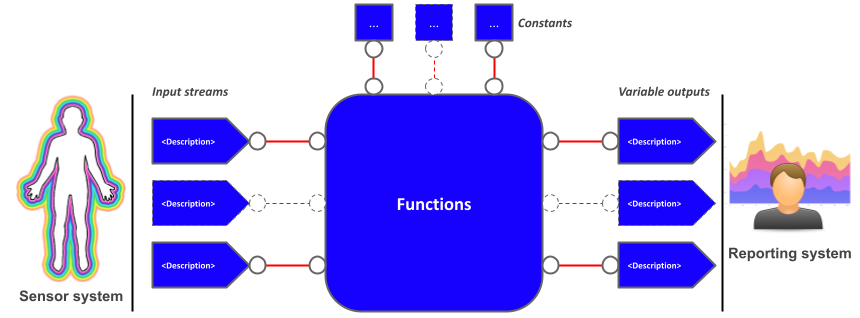 ...
...
...
Constants
Input streams
Variable outputs
<Description>
<Description>
<Description>
<Description>
Functions
<Description>
<Description>
Sensor system
Reporting system